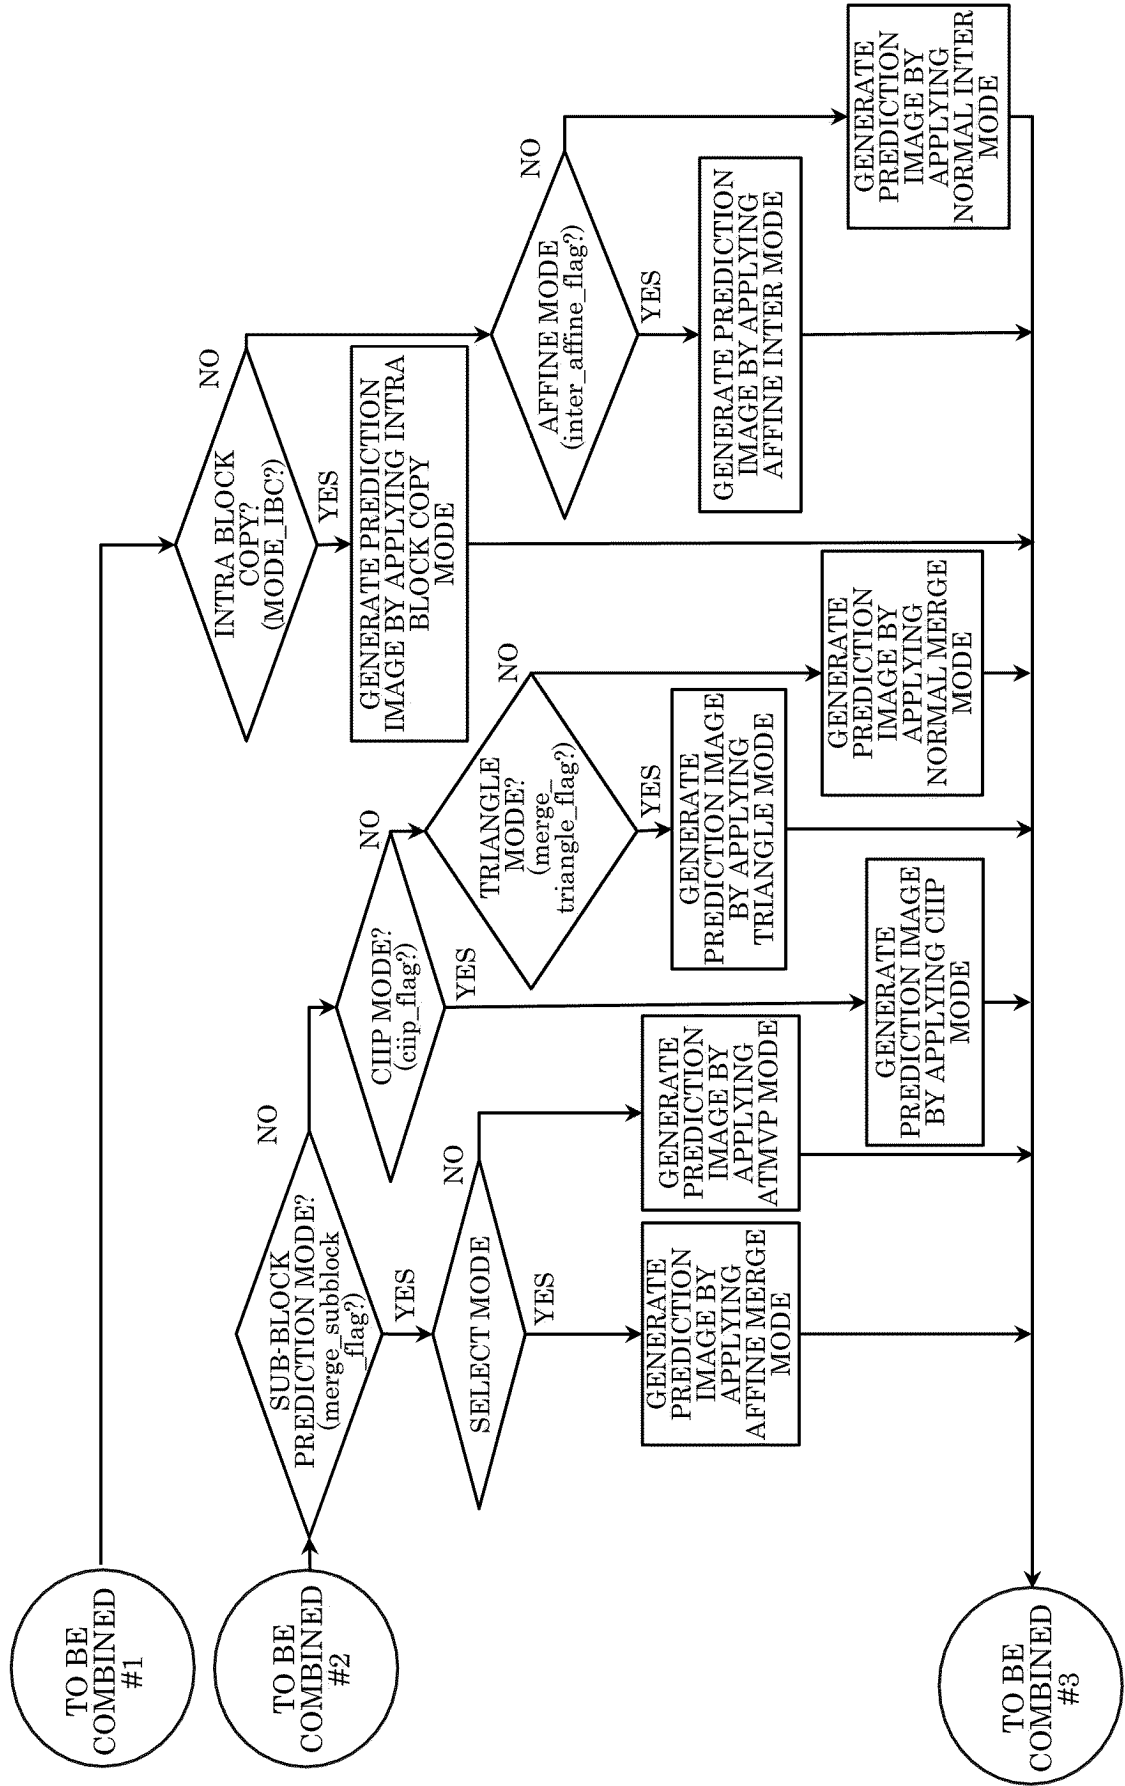 TO BE
COMBINED
#1
INTRA BLOCK
COPY?
(MODE_IBC?)
NO
YES
GENERATE PREDICTION
IMAGE BY APPLYING INTRA
BLOCK COPY
MODE
AFFINE MODE
(inter_affine_flag?)
NO
YES
GENERATE PREDICTION
IMAGE BY APPLYING
AFFINE INTER MODE
GENERATE
PREDICTION
IMAGE BY
APPLYING
NORMAL INTER
MODE
TO BE
COMBINED
#2
SUB-BLOCK
PREDICTION MODE?
(merge_subblock
_flag?)
NO
YES
SELECT MODE
NO
YES
GENERATE
PREDICTION
IMAGE BY
APPLYING
AFFINE MERGE
MODE
GENERATE
PREDICTION
IMAGE BY
APPLYING
ATMVP MODE
CIIP MODE?
(ciip_flag?)
NO
YES
GENERATE
PREDICTION IMAGE
BY APPLYING CIIP
MODE
TRIANGLE
MODE?
(merge_
triangle_flag?)
NO
YES
GENERATE
PREDICTION IMAGE
BY APPLYING
TRIANGLE MODE
GENERATE
PREDICTION
IMAGE BY
APPLYING
NORMAL MERGE
MODE
TO BE
COMBINED
#3